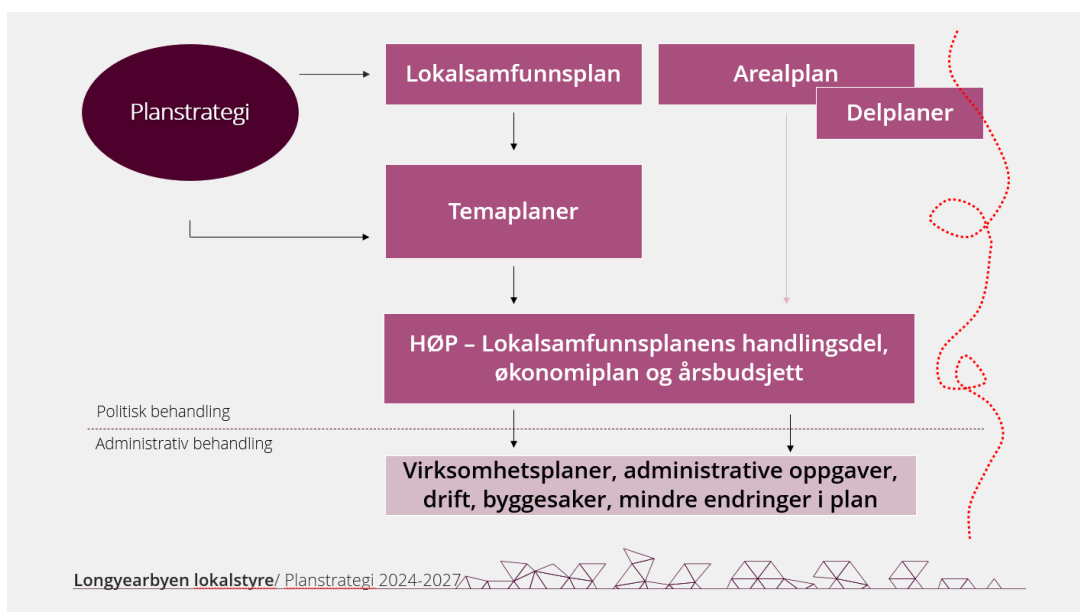 Planstrategi
Lokalsamfunnsplan
Arealplan
Delplaner
Temaplaner
HØP – Lokalsamfunnsplanens handlingsdel,
økonomiplan og årsbudsjett
Politisk behandling
Administrativ behandling
Virksomhetsplaner, administrative oppgaver,
drift, byggesaker, mindre endringer i plan
Longyearbyen lokalstyre/ Planstrategi 2024-2027